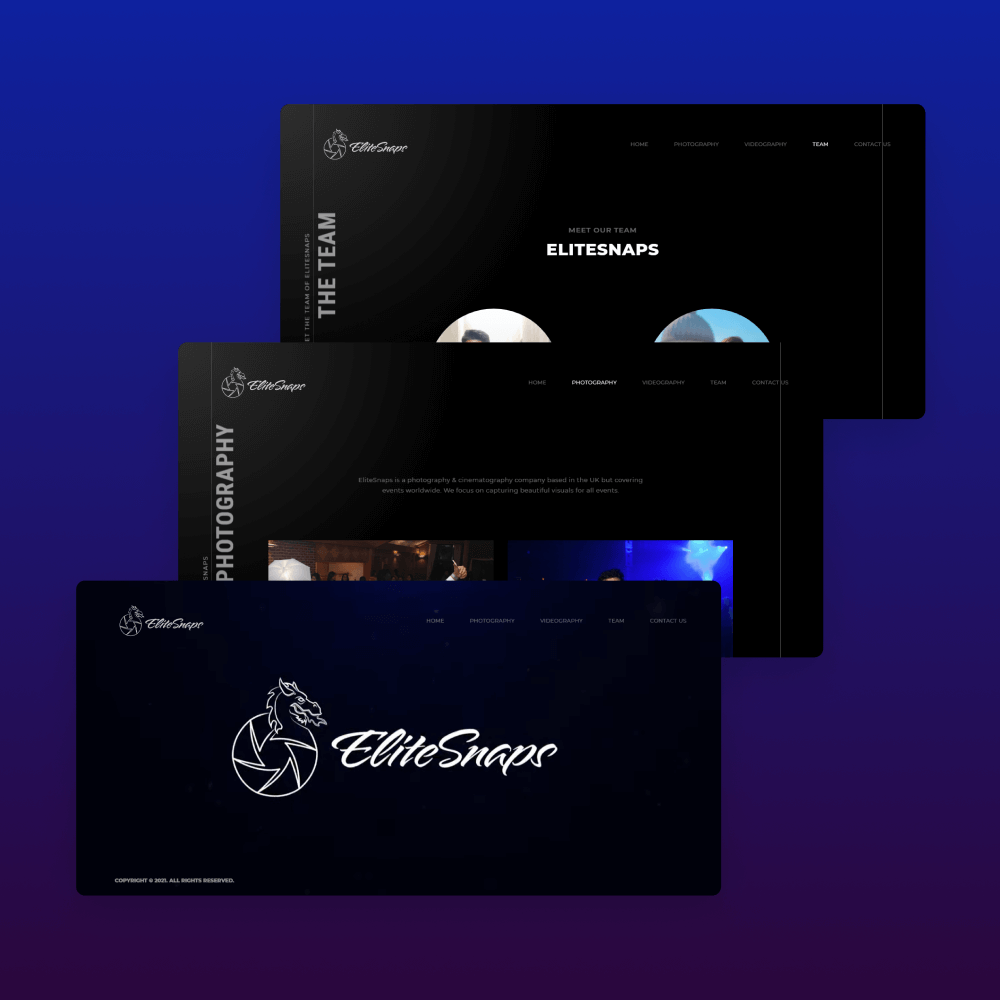 EliteSnaps
HOME PHOTOGRAPHY VIDEOGRAPHY TEAM CONTACT US
THE TEAM
THE TEAM OF ELITESNAPS
MEET OUR TEAM
ELITESNAPS
EliteSnaps
HOME PHOTOGRAPHY VIDEOGRAPHY TEAM CONTACT US
PHOTOGRAPHY
SNAPS
EliteSnaps is a photography & cinematography company based in the UK but covering
events worldwide. We focus on capturing beautiful visuals for all events.
EliteSnaps
HOME PHOTOGRAPHY VIDEOGRAPHY TEAM CONTACT US
EliteSnaps
COPYRIGHT © 2021. ALL RIGHTS RESERVED.